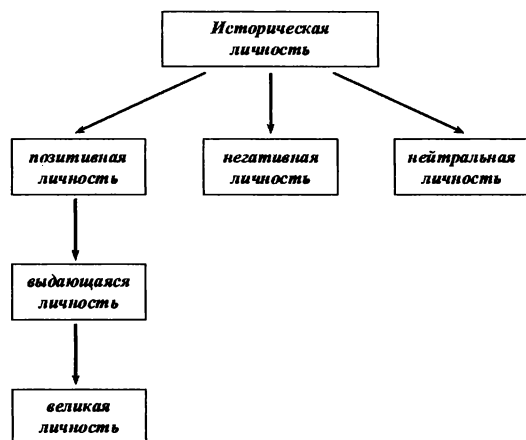 Историческая
личность
позитивная
личность
негативная
личность
нейтральная
личность
выдающаяся
личность
великая
личность